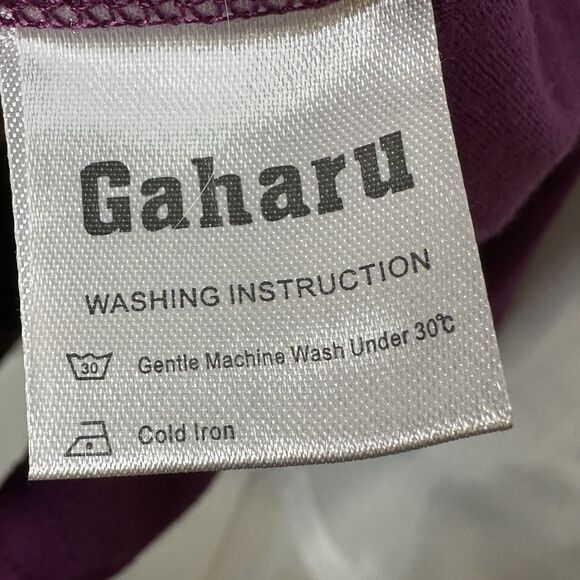 Gaharu
WASHING INSTRUCTION
30 Gentle Machine Wash Under 30℃
Cold Iron